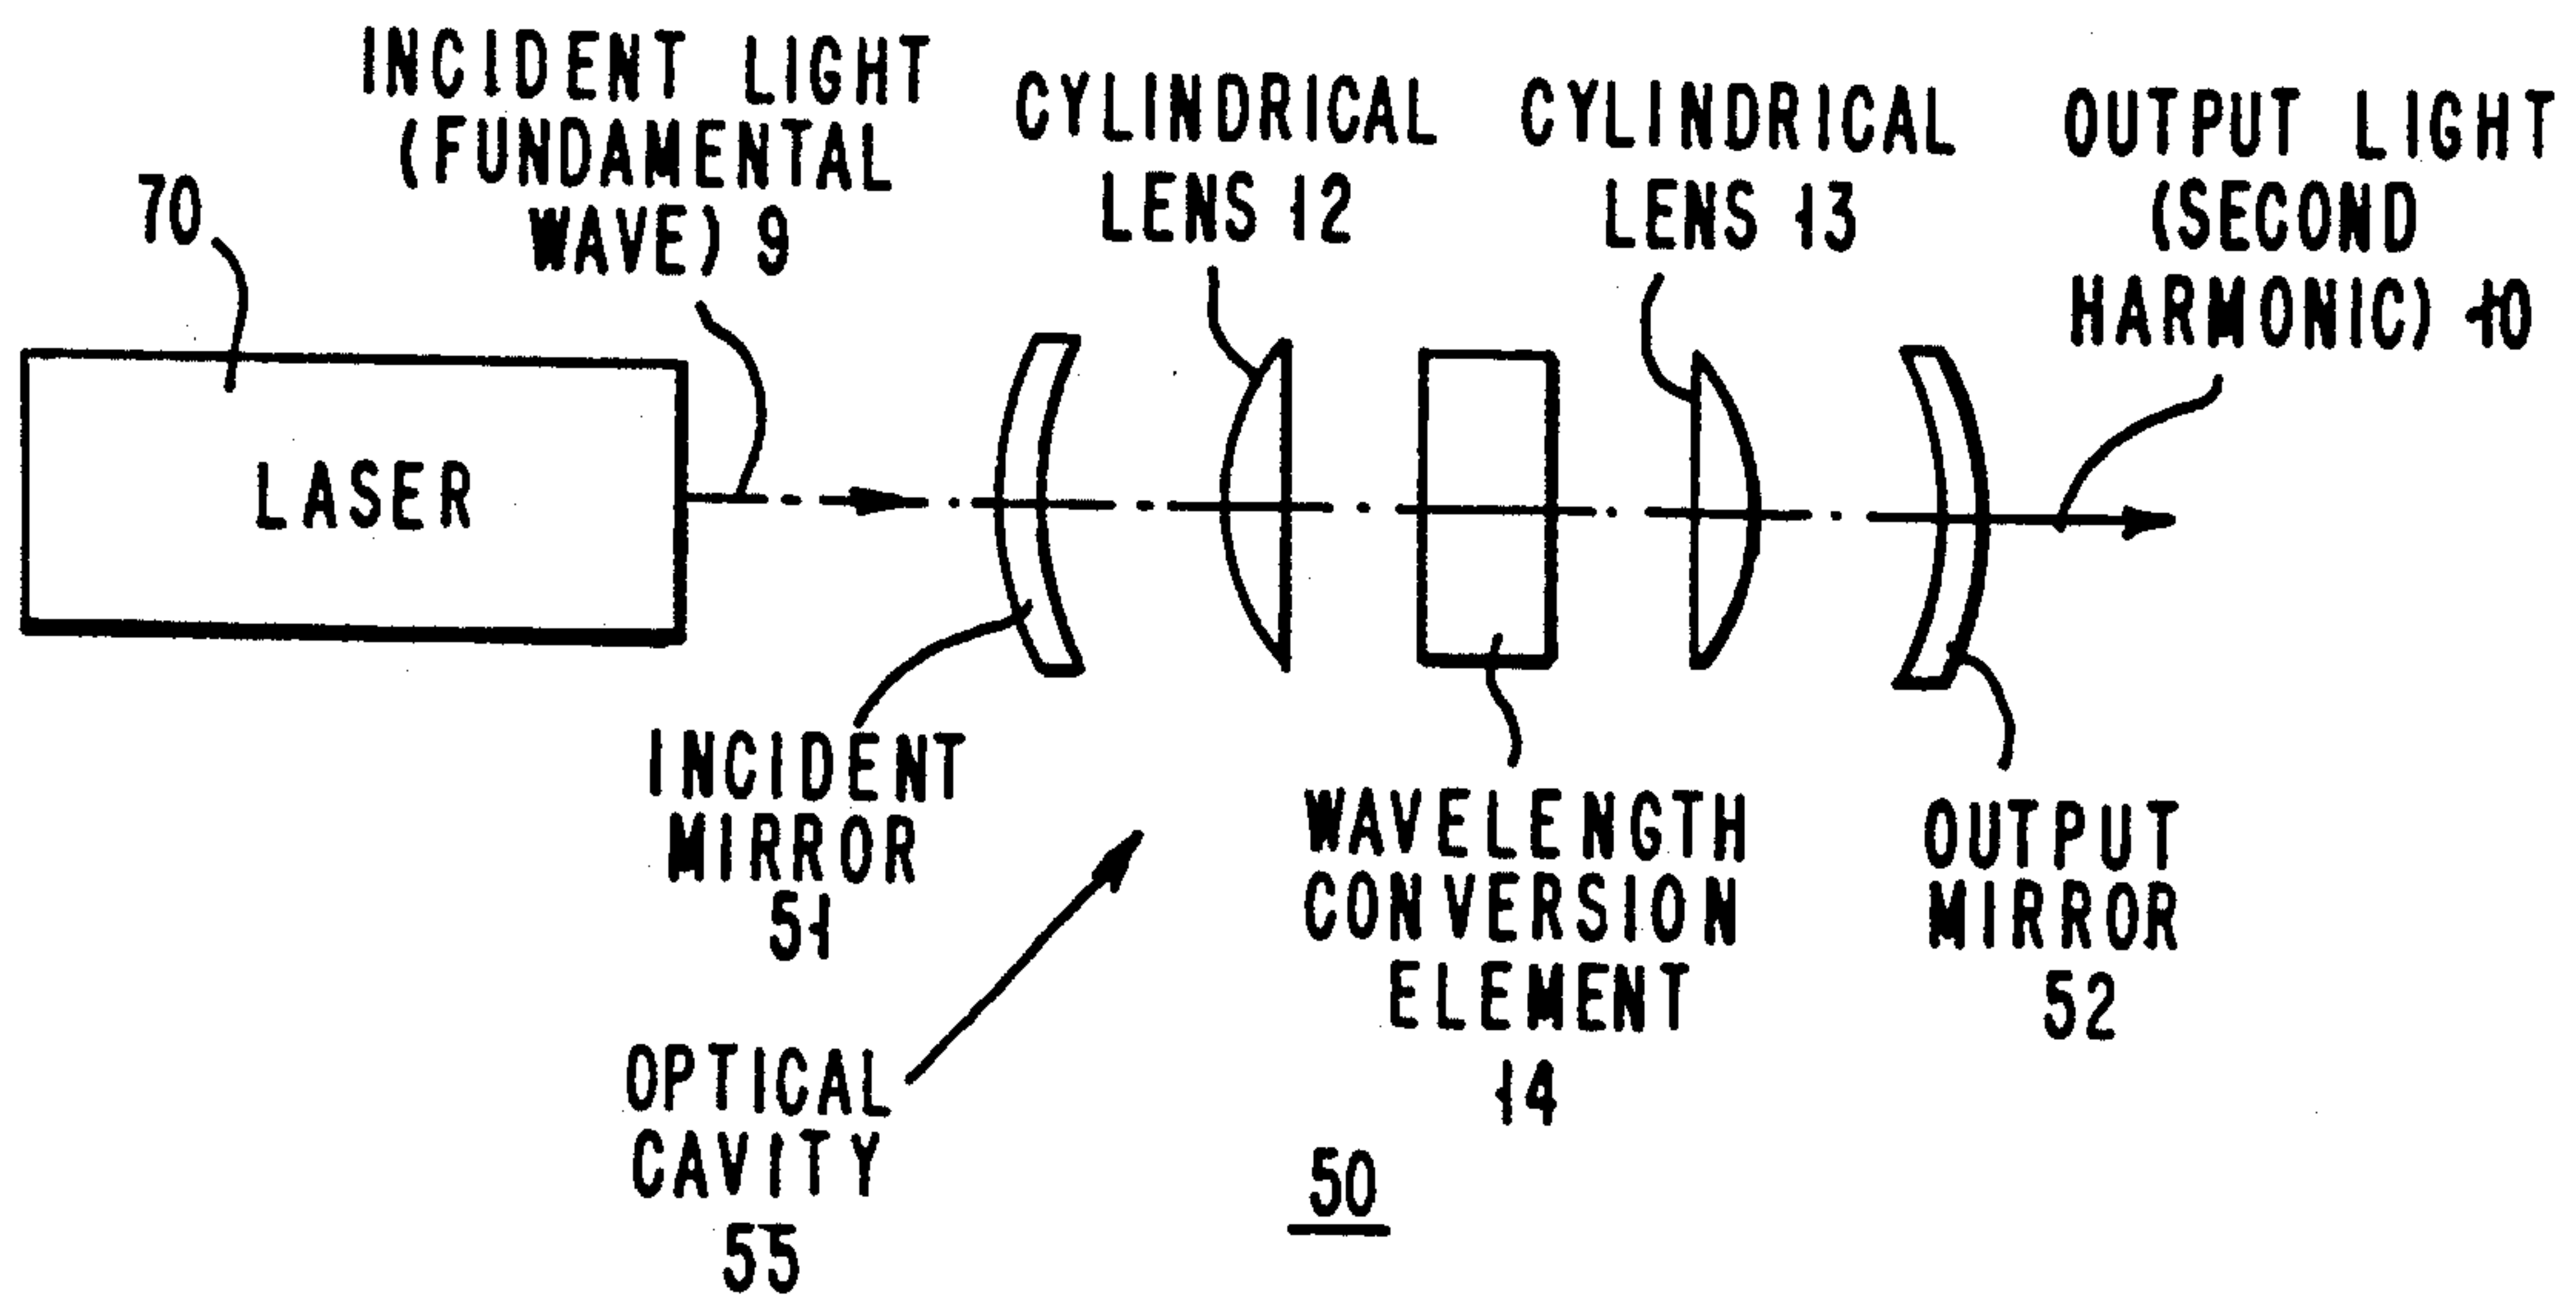 INCIDENT LIGHT
(FUNDAMENTAL
WAVE) 9
CYLINDRICAL
LENS 12
CYLINDRICAL
LENS 13
OUTPUT LIGHT
(SECOND
HARMONIC) 10
70
LASER
INCIDENT
MIRROR
51
WAVELENGTH
CONVERSION
ELEMENT
14
OUTPUT
MIRROR
52
OPTICAL
CAVITY
55
50